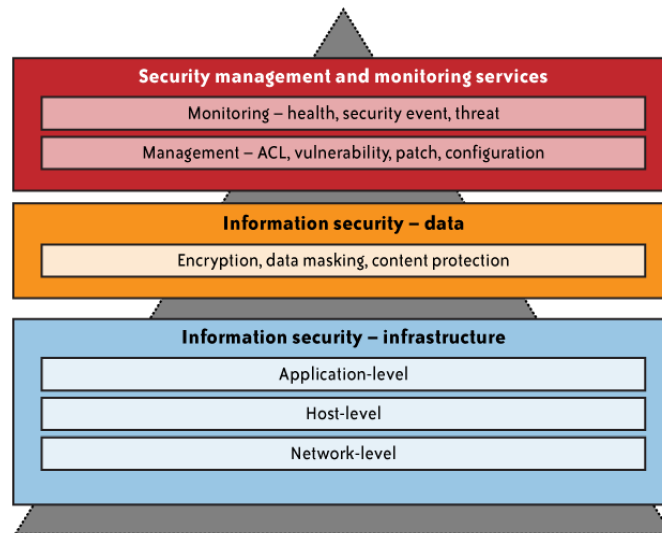 Security management and monitoring services
Monitoring – health, security event, threat
Management – ACL, vulnerability, patch, configuration
Information security – data
Encryption, data masking, content protection
Information security – infrastructure
Application-level
Host-level
Network-level